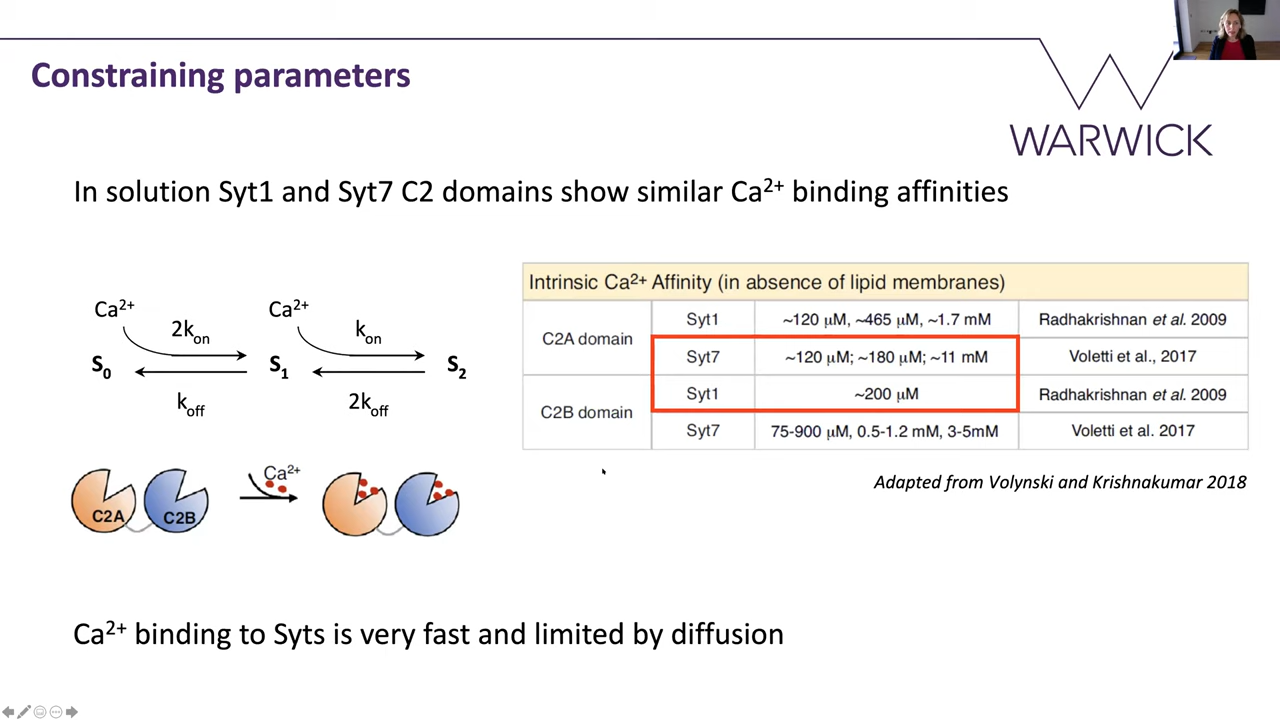 Constraining parameters
WARWICK
In solution Syt1 and Syt7 C2 domains show similar Ca²⁺ binding affinities
Ca²⁺ Ca²⁺
2kon kon
S₀ S₁ S₂
koff 2koff
Ca²⁺
C2A C2B
Intrinsic Ca²⁺ Affinity (in absence of lipid membranes)
C2A domain
Syt1 ~120 µM, ~465 µM, ~1.7 mM Radhakrishnan et al. 2009
Syt7 ~120 µM; ~180 µM; ~11 mM Voletti et al., 2017
C2B domain
Syt1 ~200 µM Radhakrishnan et al. 2009
Syt7 75-900 µM, 0.5-1.2 mM, 3-5mM Voletti et al. 2017
Adapted from Volynski and Krishnakumar 2018
Ca²⁺ binding to Syts is very fast and limited by diffusion